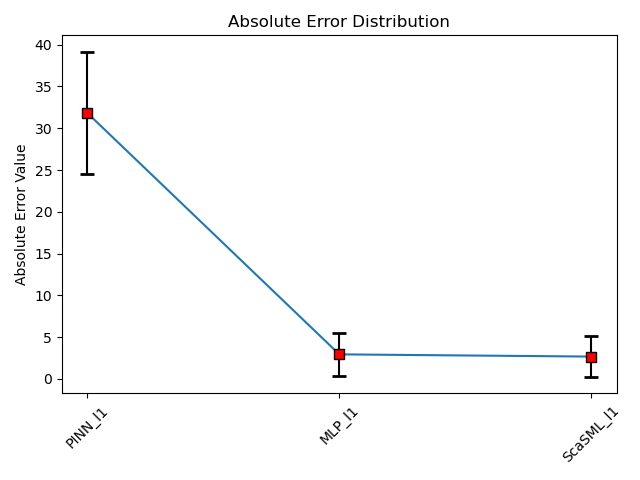 Absolute Error Distribution
Absolute Error Value
40
35
30
25
20
15
10
5
0
PINN_l1
MLP_l1
ScaSML_l1